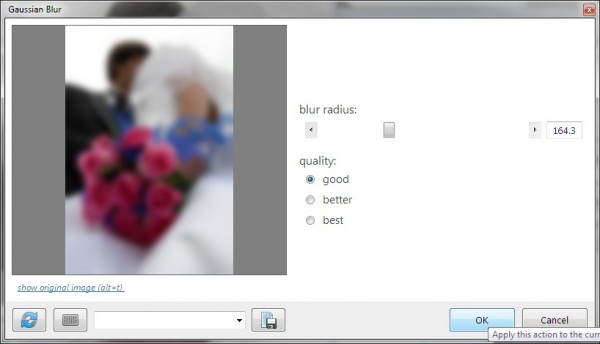 Gaussian Blur
blur radius:
164.3
quality:
good
better
best
show original image (alt+t)
OK
Cancel
Apply this action to the curr